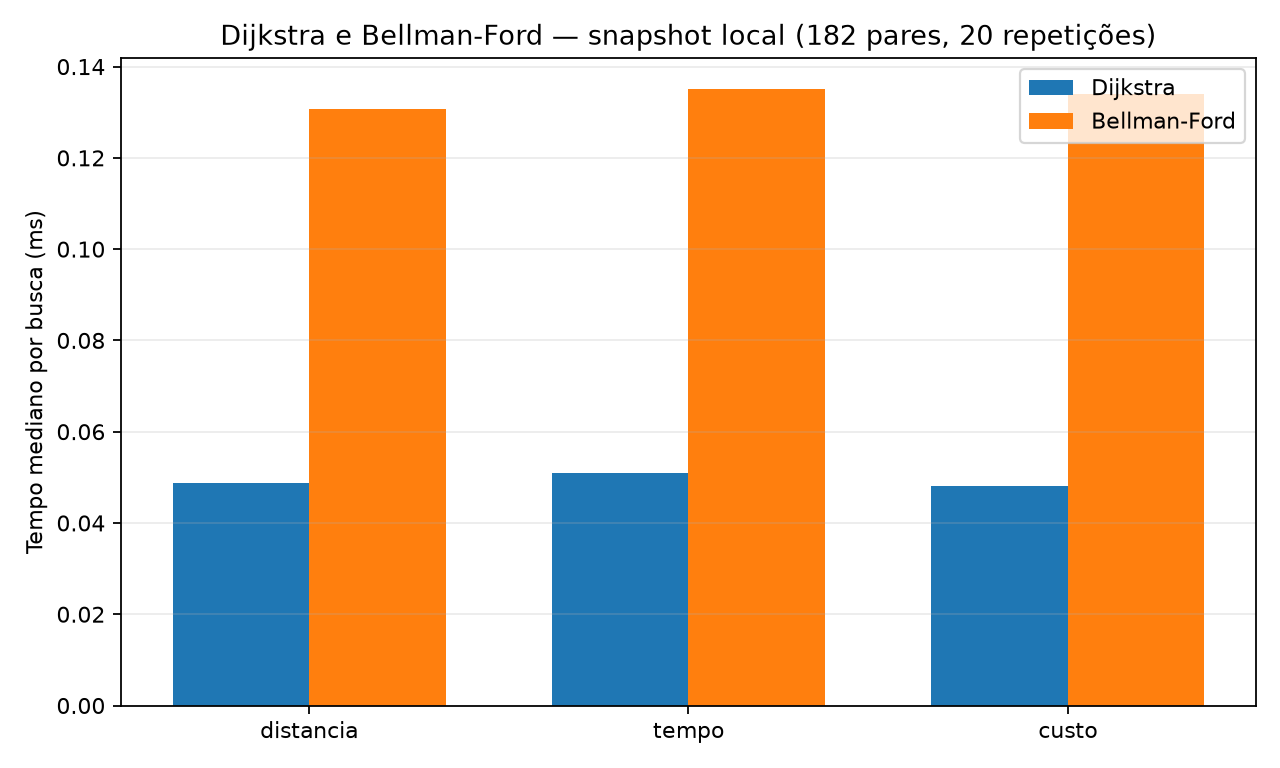 Dijkstra e Bellman-Ford — snapshot local (182 pares, 20 repetições)
Dijkstra
Bellman-Ford
Tempo mediano por busca (ms)
0.14
0.12
0.10
0.08
0.06
0.04
0.02
0.00
distancia
tempo
custo